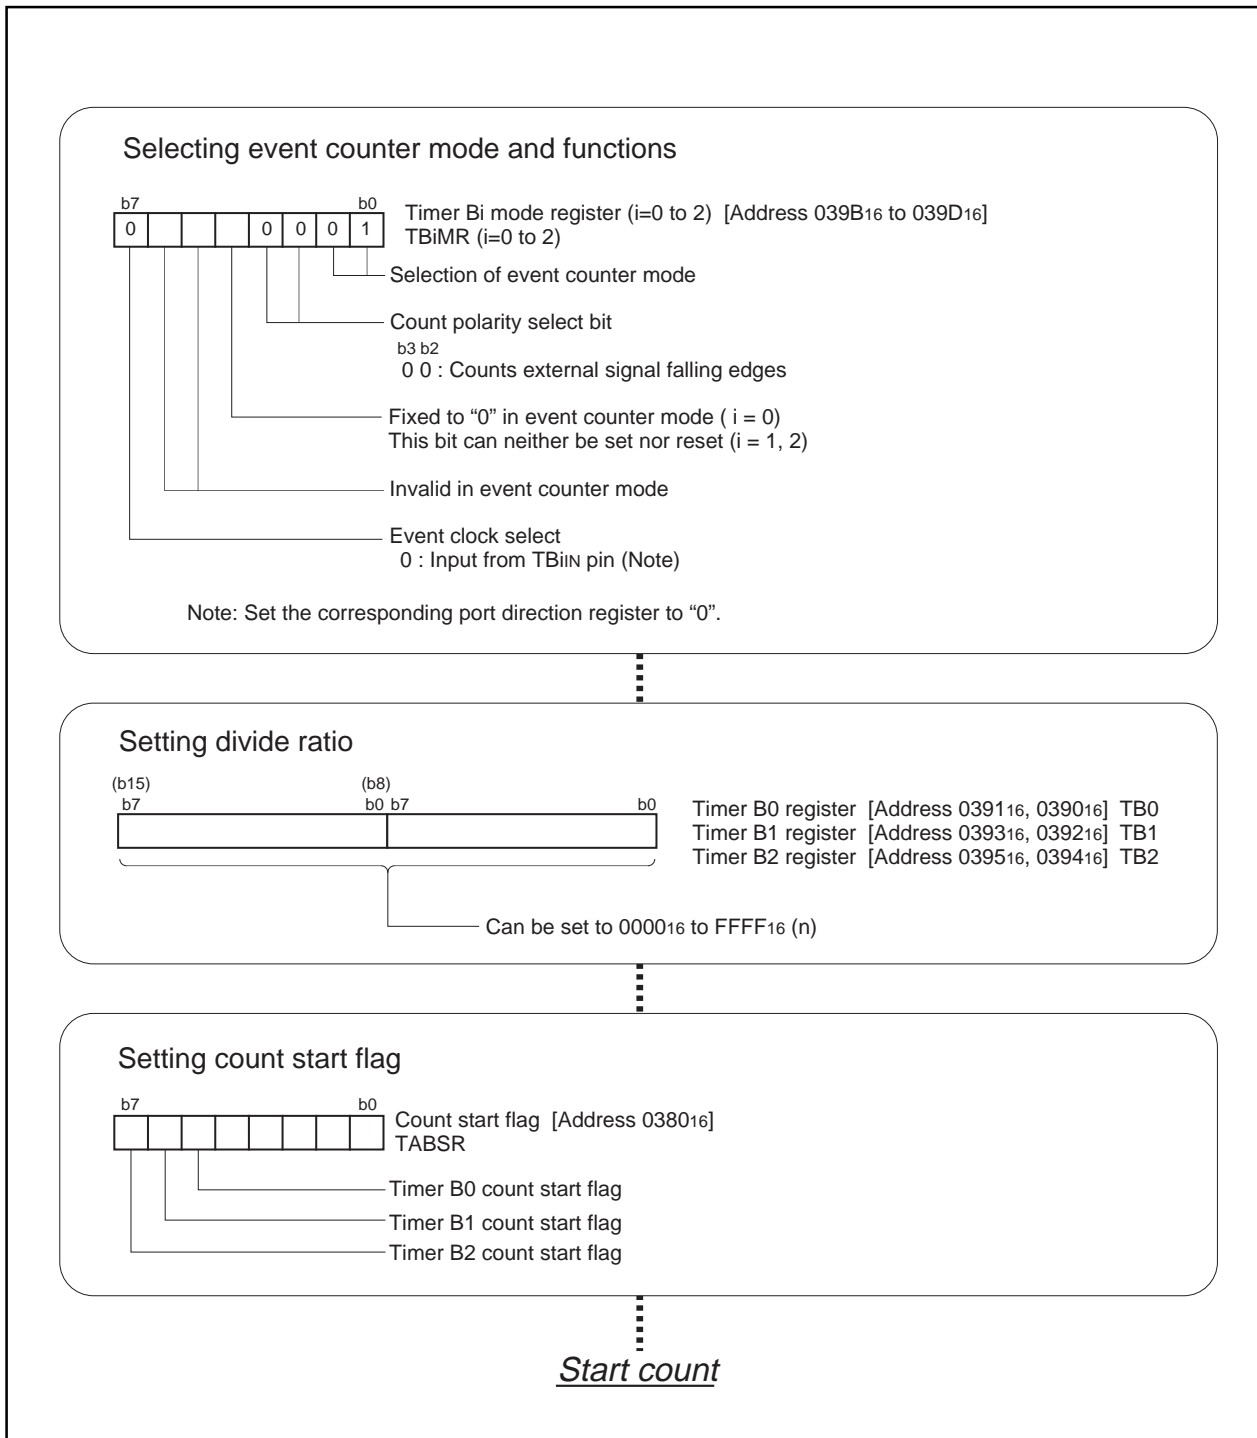 Selecting event counter mode and functions
b7 b0
0 0 0 0 1
Timer Bi mode register (i=0 to 2) [Address 039B16 to 039D16]
TBiMR (i=0 to 2)
Selection of event counter mode
Count polarity select bit
b3 b2
0 0 : Counts external signal falling edges
Fixed to “0” in event counter mode ( i = 0)
This bit can neither be set nor reset (i = 1, 2)
Invalid in event counter mode
Event clock select
0 : Input from TBiIN pin (Note)
Note: Set the corresponding port direction register to “0”.
Setting divide ratio
(b15) (b8)
b7 b0 b7 b0
Timer B0 register [Address 039116, 039016] TB0
Timer B1 register [Address 039316, 039216] TB1
Timer B2 register [Address 039516, 039416] TB2
Can be set to 000016 to FFFF16 (n)
Setting count start flag
b7 b0
Count start flag [Address 038016]
TABSR
Timer B0 count start flag
Timer B1 count start flag
Timer B2 count start flag
Start count